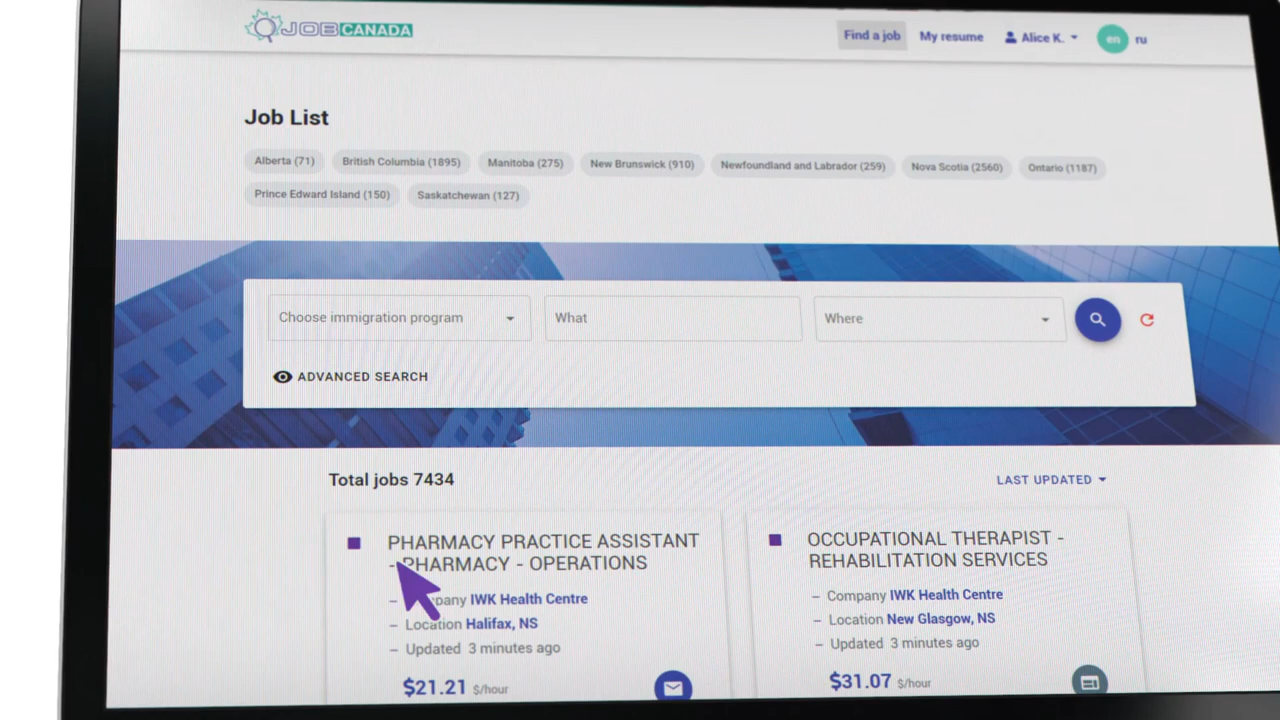 JOB CANADA
Find a job My resume Alice K. en ru
Job List
Alberta (71) British Columbia (1895) Manitoba (275) New Brunswick (910) Newfoundland and Labrador (259) Nova Scotia (2560) Ontario (1187)
Prince Edward Island (150) Saskatchewan (127)
Choose immigration program What Where
ADVANCED SEARCH
Total jobs 7434 LAST UPDATED
PHARMACY PRACTICE ASSISTANT
- PHARMACY - OPERATIONS
– Company IWK Health Centre
– Location Halifax, NS
– Updated 3 minutes ago
$21.21 $/hour
OCCUPATIONAL THERAPIST -
REHABILITATION SERVICES
– Company IWK Health Centre
– Location New Glasgow, NS
– Updated 3 minutes ago
$31.07 $/hour